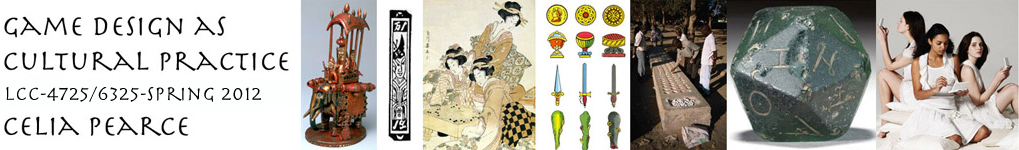 GAME DESIGN AS
CULTURAL PRACTICE
LCC-4725/6325-SPRING 2012
CELIA PEARCE
I N